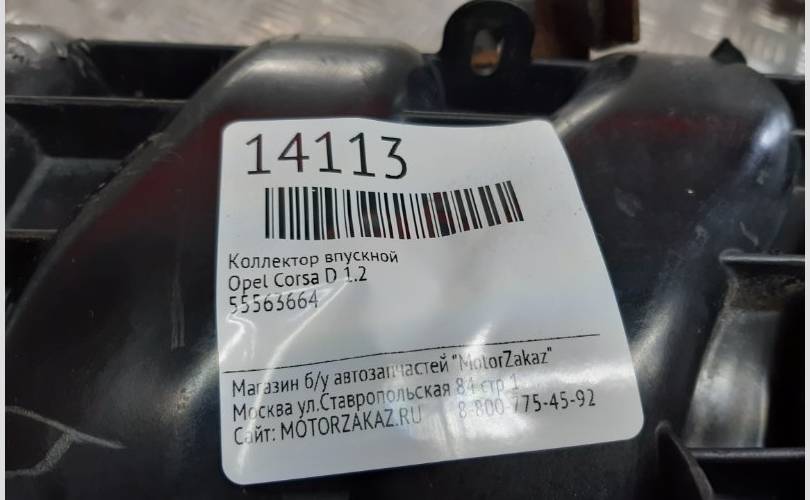 14113
Коллектор впускной
Opel Corsa D 1.2
55563664
Магазин б/у автозапчастей "MotorZakaz"
Москва ул.Ставропольская 84 стр 1
Сайт: MOTORZAKAZ.RU 8-800-775-45-92